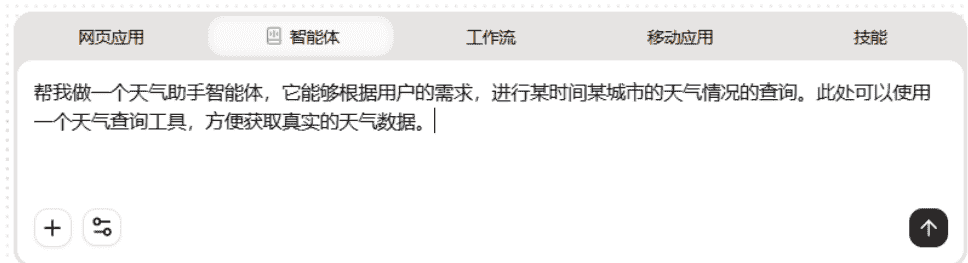 网页应用 智能体 工作流 移动应用 技能
帮我做一个天气助手智能体，它能够根据用户的需求，进行某时间某城市的天气情况的查询。此处可以使用
一个天气查询工具，方便获取真实的天气数据。